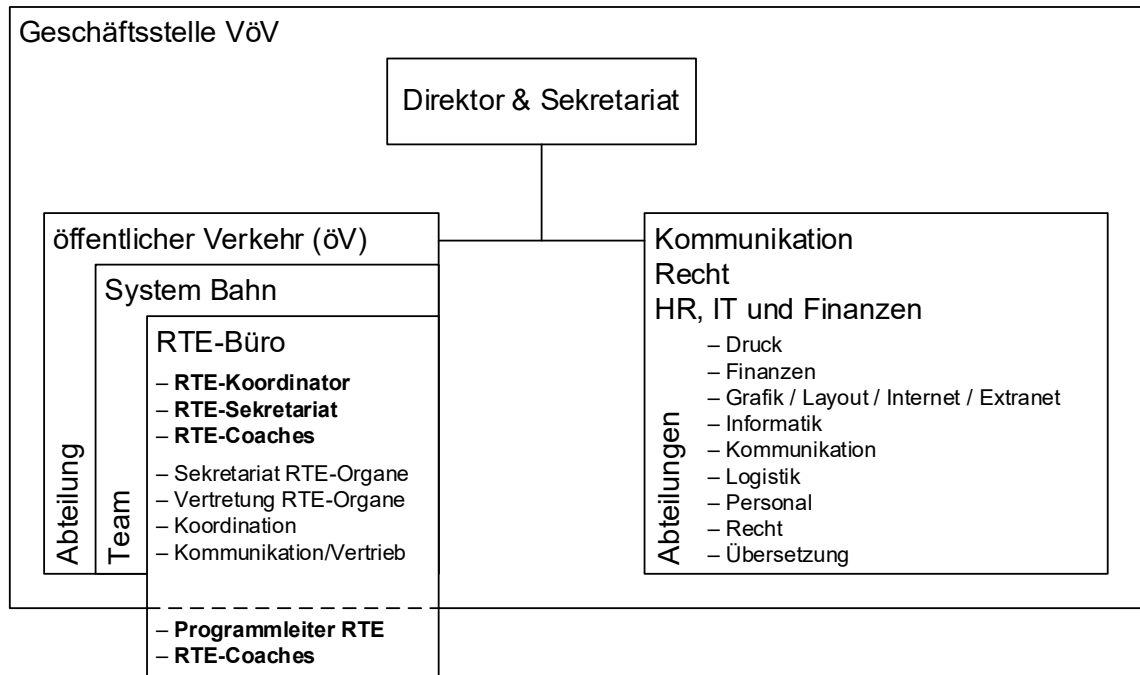 Geschäftsstelle VöV
Direktor & Sekretariat
öffentlicher Verkehr (öV)
System Bahn
RTE-Büro
– RTE-Koordinator
– RTE-Sekretariat
– RTE-Coaches
– Sekretariat RTE-Organe
– Vertretung RTE-Organe
– Koordination
– Kommunikation/Vertrieb
Abteilung
Team
– Programmleiter RTE
– RTE-Coaches
Kommunikation
Recht
HR, IT und Finanzen
– Druck
– Finanzen
– Grafik / Layout / Internet / Extranet
– Informatik
– Kommunikation
– Logistik
– Personal
– Recht
– Übersetzung
Abteilungen